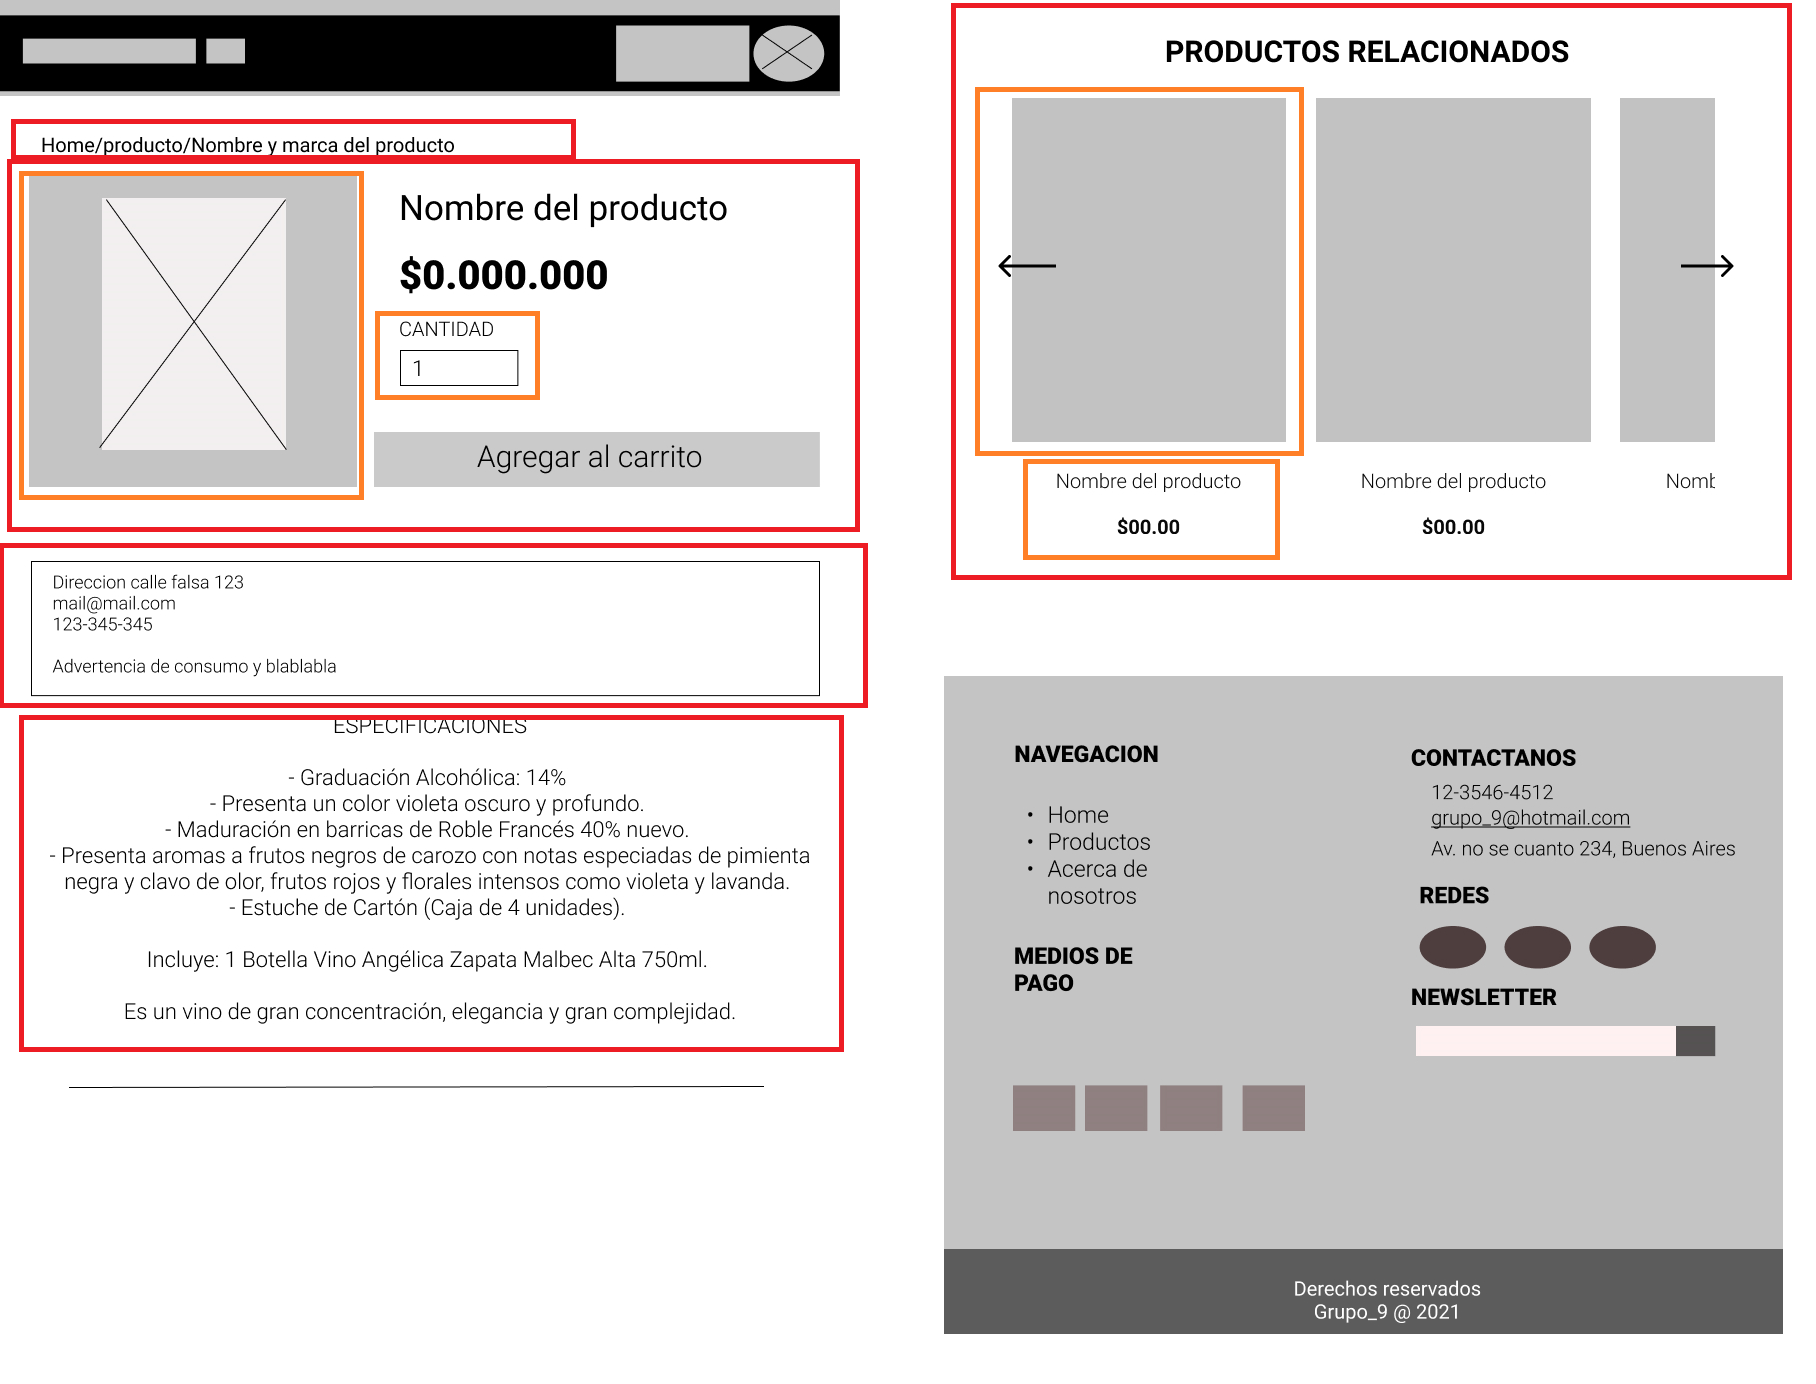 Home/producto/Nombre y marca del producto
Nombre del producto
$0.000.000
CANTIDAD
1
Agregar al carrito
Direccion calle falsa 123
mail@mail.com
123-345-345
Advertencia de consumo y blablabla
ESPECIFICACIONES
- Graduación Alcohólica: 14%
- Presenta un color violeta oscuro y profundo.
- Maduración en barricas de Roble Francés 40% nuevo.
- Presenta aromas a frutos negros de carozo con notas especiadas de pimienta
negra y clavo de olor, frutos rojos y florales intensos como violeta y lavanda.
- Estuche de Cartón (Caja de 4 unidades).
Incluye: 1 Botella Vino Angélica Zapata Malbec Alta 750ml.
Es un vino de gran concentración, elegancia y gran complejidad.
PRODUCTOS RELACIONADOS
Nombre del producto
$00.00
Nombre del producto
$00.00
Nomb
NAVEGACION
• Home
• Productos
• Acerca de
nosotros
MEDIOS DE
PAGO
CONTACTANOS
12-3546-4512
grupo_9@hotmail.com
Av. no se cuanto 234, Buenos Aires
REDES
NEWSLETTER
Derechos reservados
Grupo_9 @ 2021